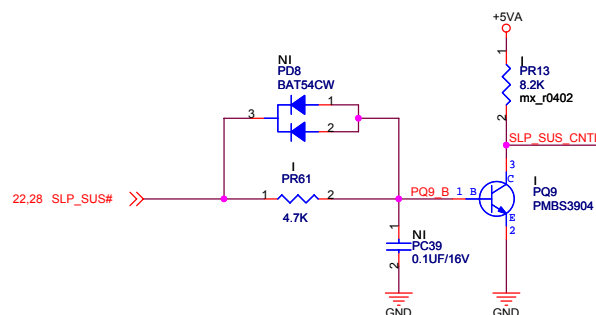 +5VA
1
I
PR13
8.2K
mx_r0402
2
NI
PD8
BAT54CW
3
1
2
SLP_SUS_CNTL
I
PR61
1
2
4.7K
22,28 SLP_SUS#
PQ9_B
1
B
3
C
E
2
I
PQ9
PMBS3904
1
NI
PC39
0.1UF/16V
2
GND
GND